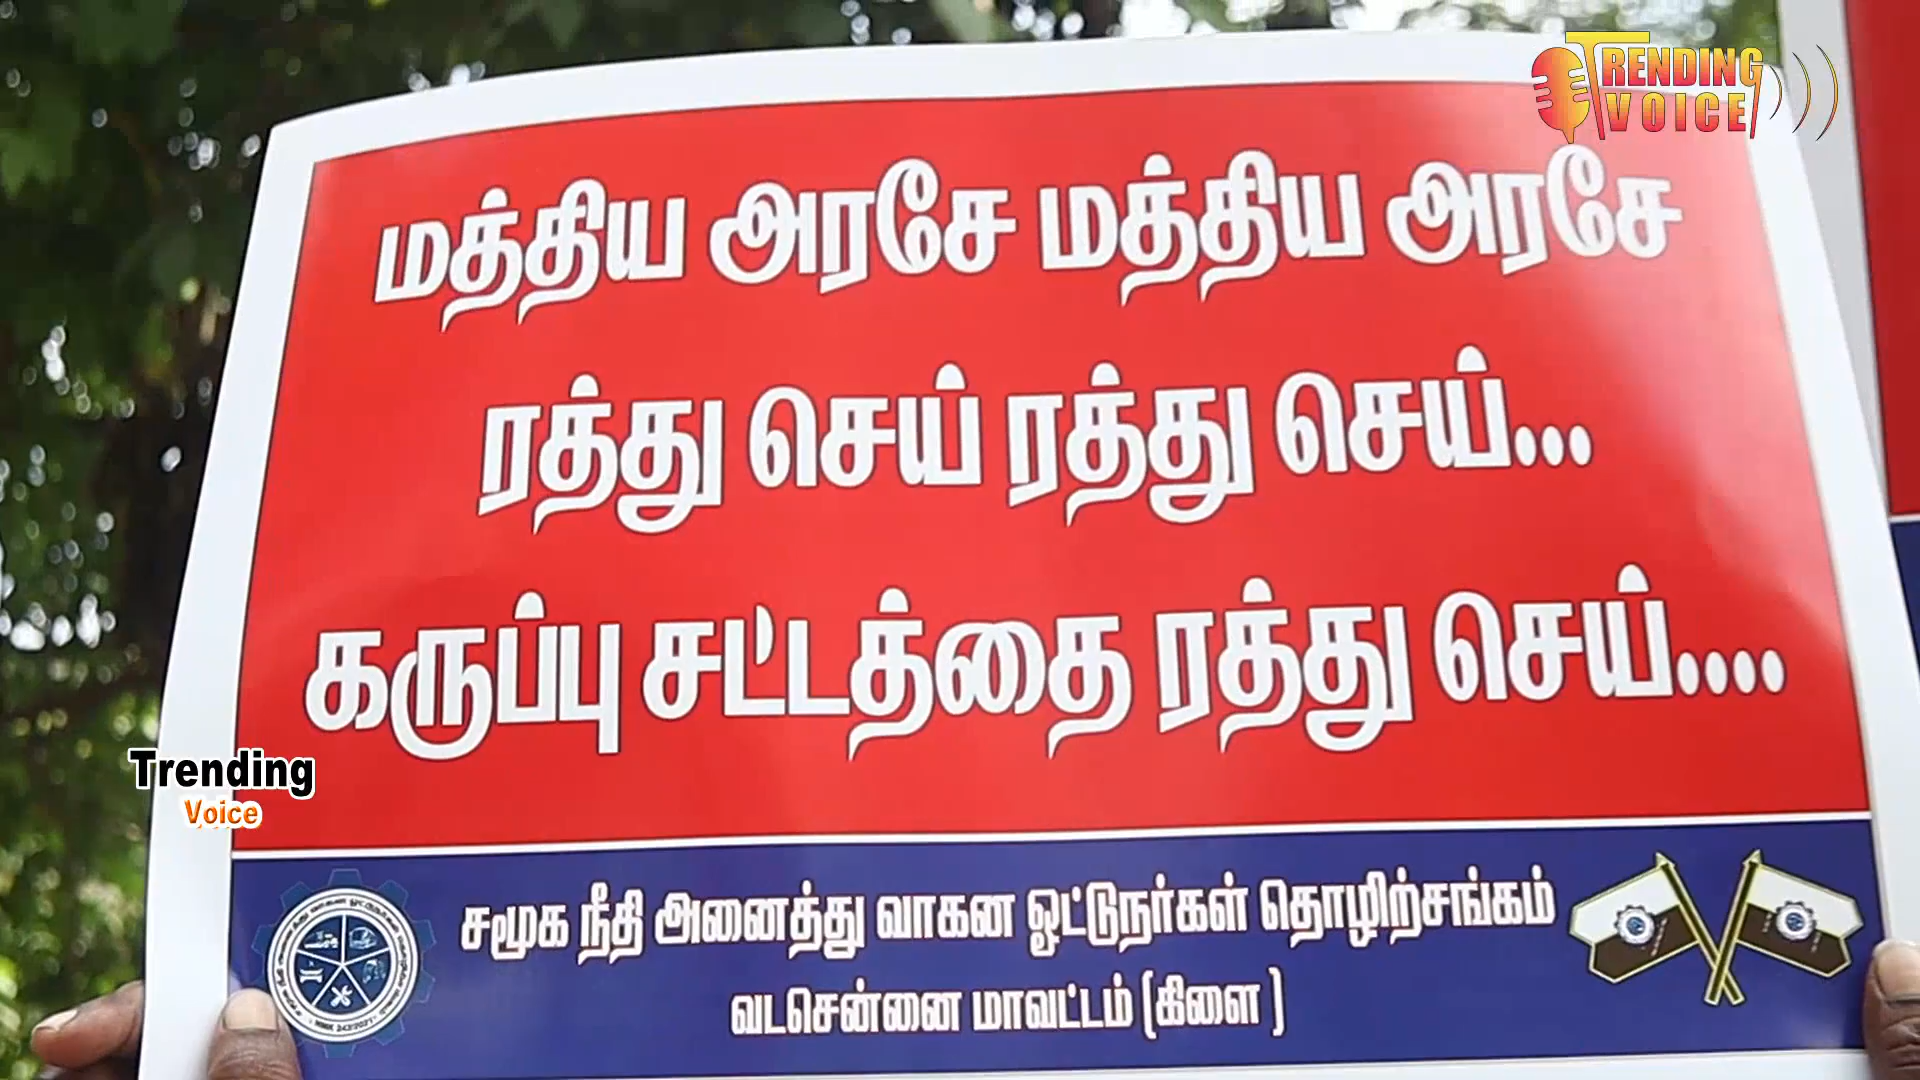 TRENDING
VOICE
மத்திய அரசே மத்திய அரசே
ரத்து செய் ரத்து செய்...
கருப்பு சட்டத்தை ரத்து செய்....
Trending
Voice
சமூக நீதி அனைத்து வாகன ஓட்டுநர்கள் தொழிற்சங்கம்
வடசென்னை மாவட்டம் (கிளை )